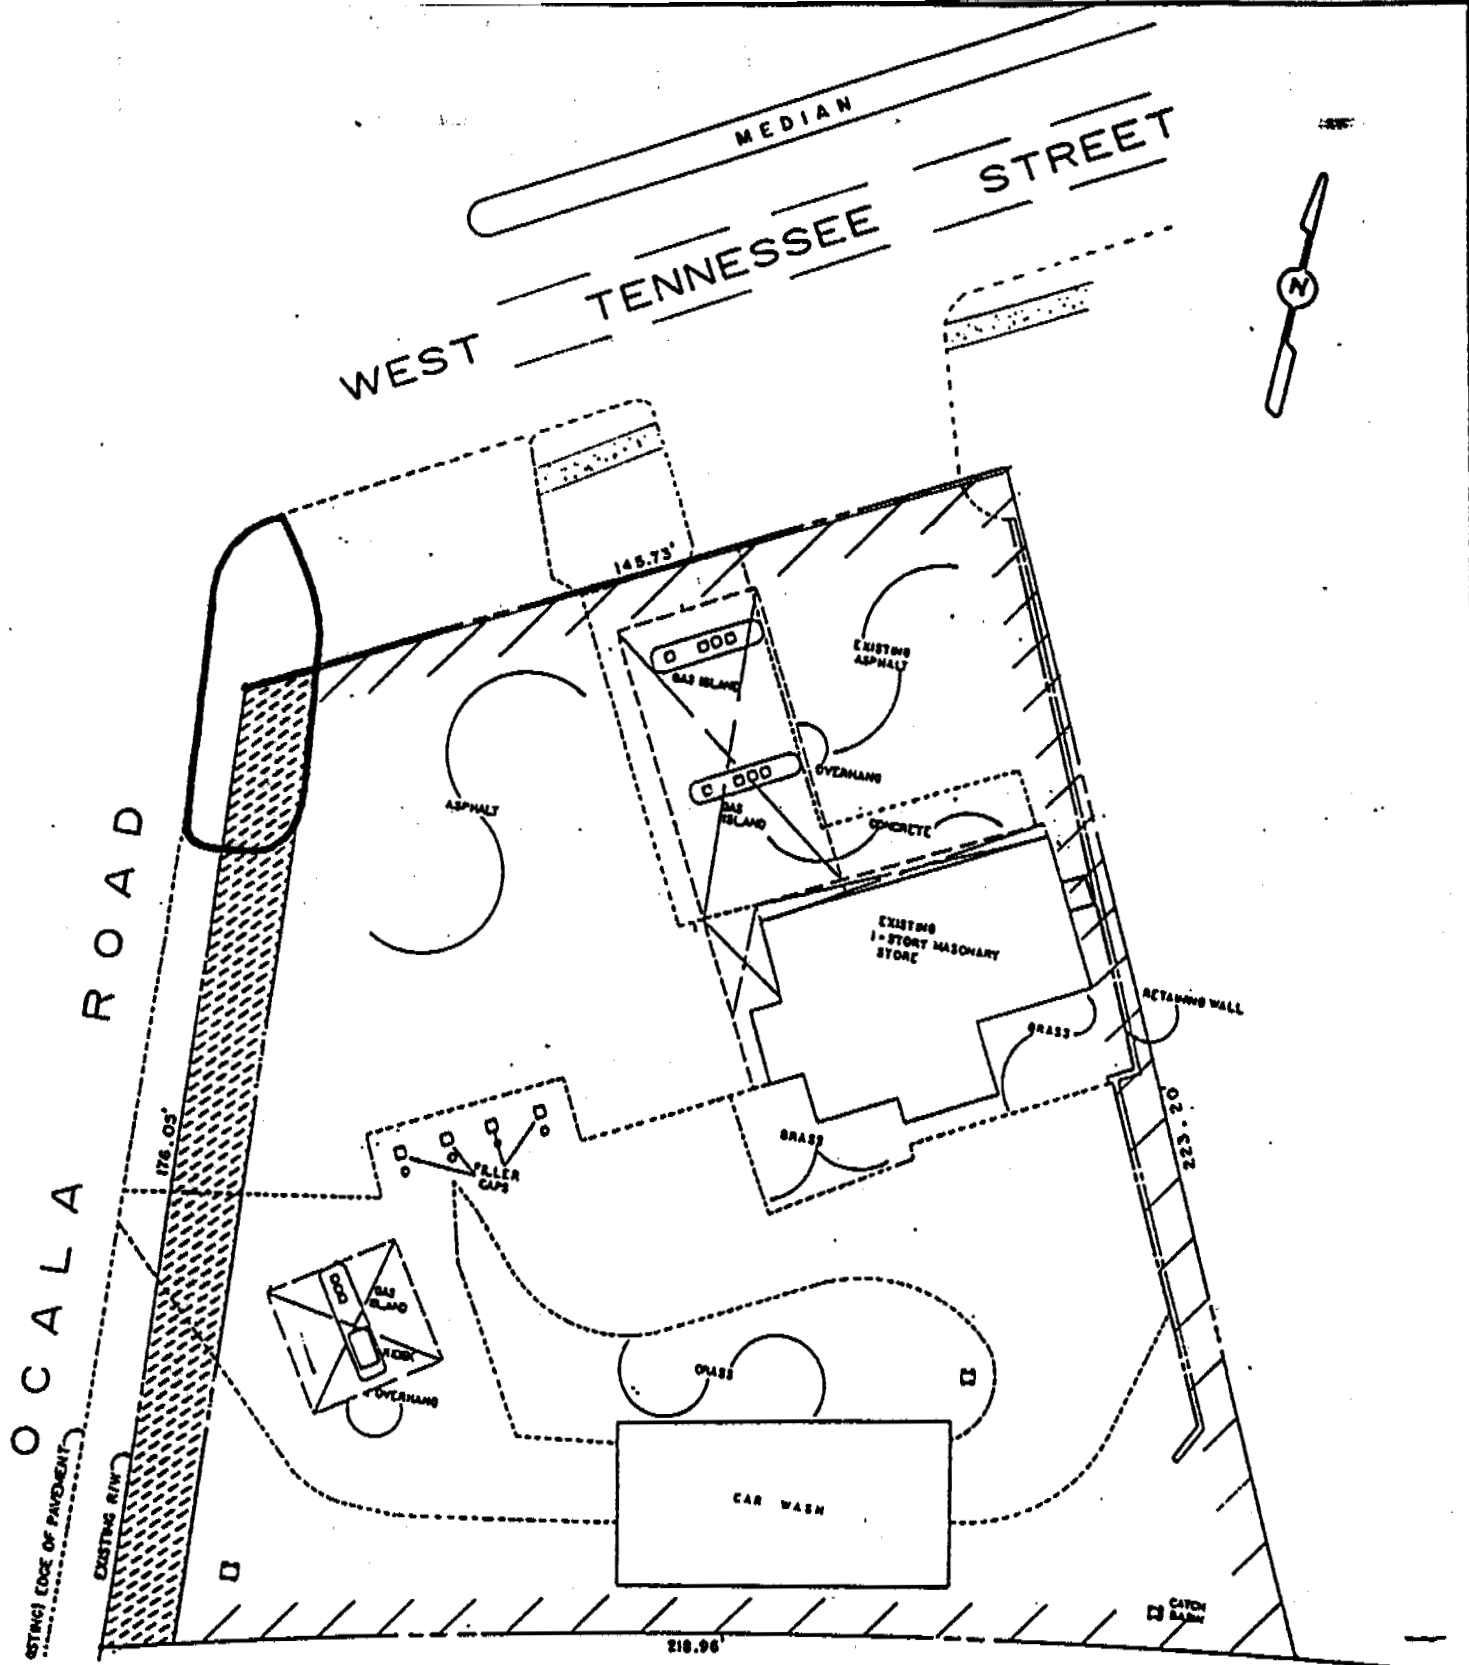 MEDIAN
WEST TENNESSEE STREET
N
145.73'
GAS ISLAND
EXISTING
ASPHALT
OVERHANG
GAS
ISLAND
CONCRETE
ASPHALT
EXISTING
1-STORY MASONARY
STORE
GRASS
RETAINING WALL
OCALA ROAD
176.05'
223.20
GRASS
FILLER
CAPS
GAS
ISLAND
KIOSK
OVERHANG
GRASS
CAR WASH
EDGE OF PAVEMENT
EXISTING R/W
CATCH
BASIN
218.96'